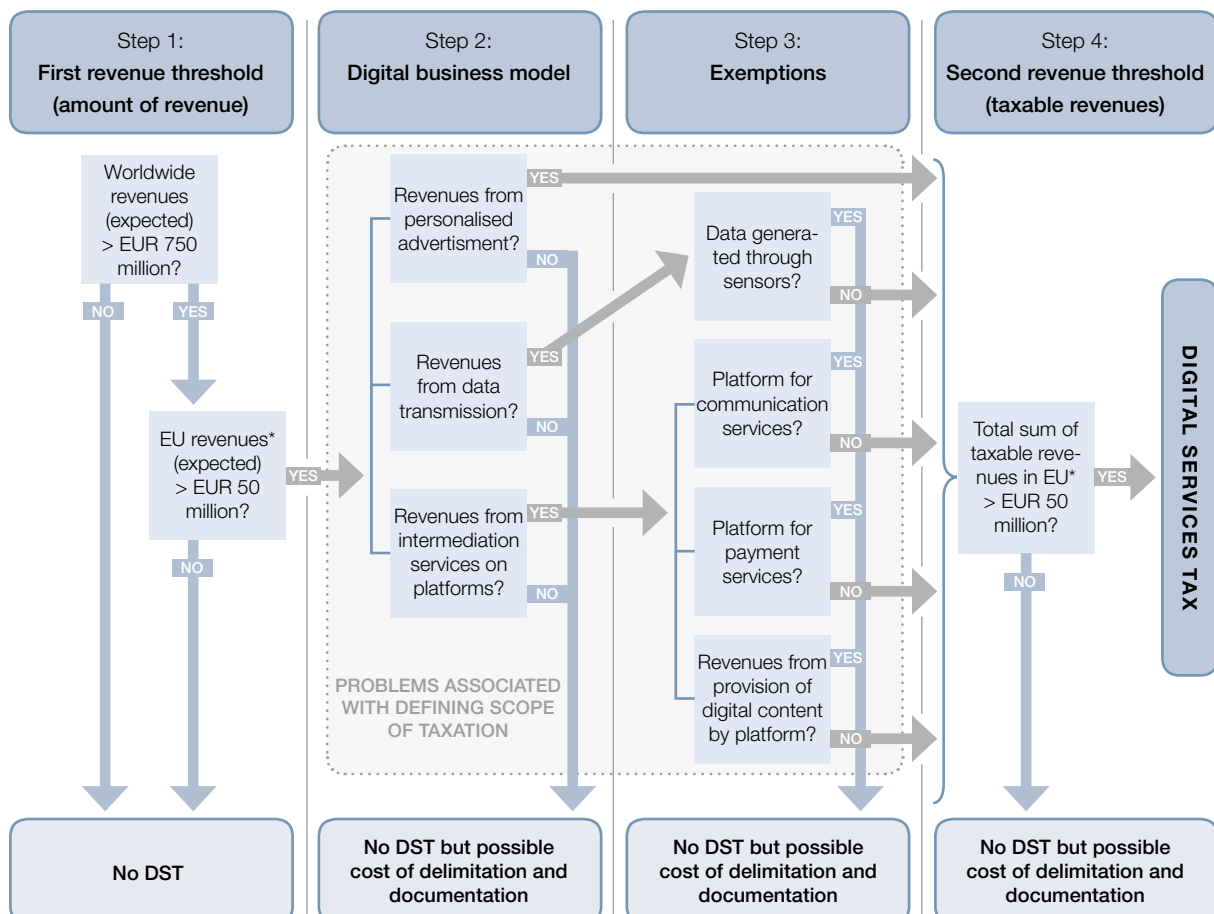 Step 1:
First revenue threshold
(amount of revenue)
Step 2:
Digital business model
Step 3:
Exemptions
Step 4:
Second revenue threshold
(taxable revenues)
Worldwide
revenues
(expected)
> EUR 750
million?
NO
YES
EU revenues*
(expected)
> EUR 50
million?
YES
NO
No DST
Revenues from
personalised
advertisment?
YES
NO
Revenues
from data
transmission?
YES
NO
Revenues from
intermediation
services on
platforms?
YES
NO
PROBLEMS ASSOCIATED
WITH DEFINING SCOPE
OF TAXATION
No DST but possible
cost of delimitation and
documentation
Data genera-
ted through
sensors?
YES
NO
Platform for
communication
services?
YES
NO
Platform for
payment
services?
YES
NO
Revenues from
provision of
digital content
by platform?
YES
NO
No DST but possible
cost of delimitation and
documentation
Total sum of
taxable reve-
nues in EU*
> EUR 50
million?
YES
NO
No DST but possible
cost of delimitation and
documentation
DIGITAL SERVICES TAX